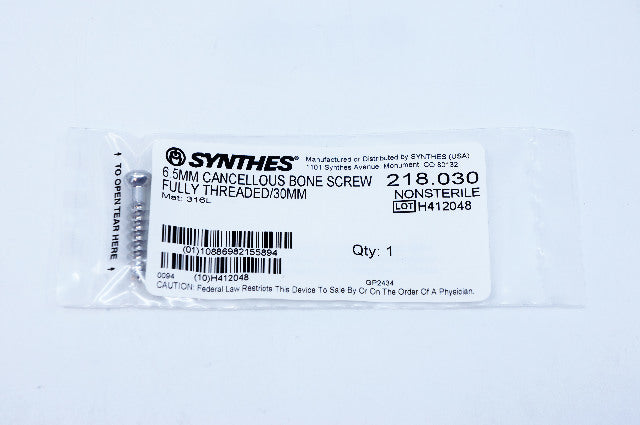 SYNTHES®
Manufactured or Distributed by SYNTHES (USA)
1101 Synthes Avenue, Monument, CO 80132
6.5MM CANCELLOUS BONE SCREW
FULLY THREADED/30MM
Mat: 316L
218.030
NONSTERILE
LOT H412048
(01)10886982155894
Qty: 1
0094 (10)H412048
GP2434
CAUTION: Federal Law Restricts This Device To Sale By Or On The Order Of A Physician.
↑ TO OPEN TEAR HERE ↑